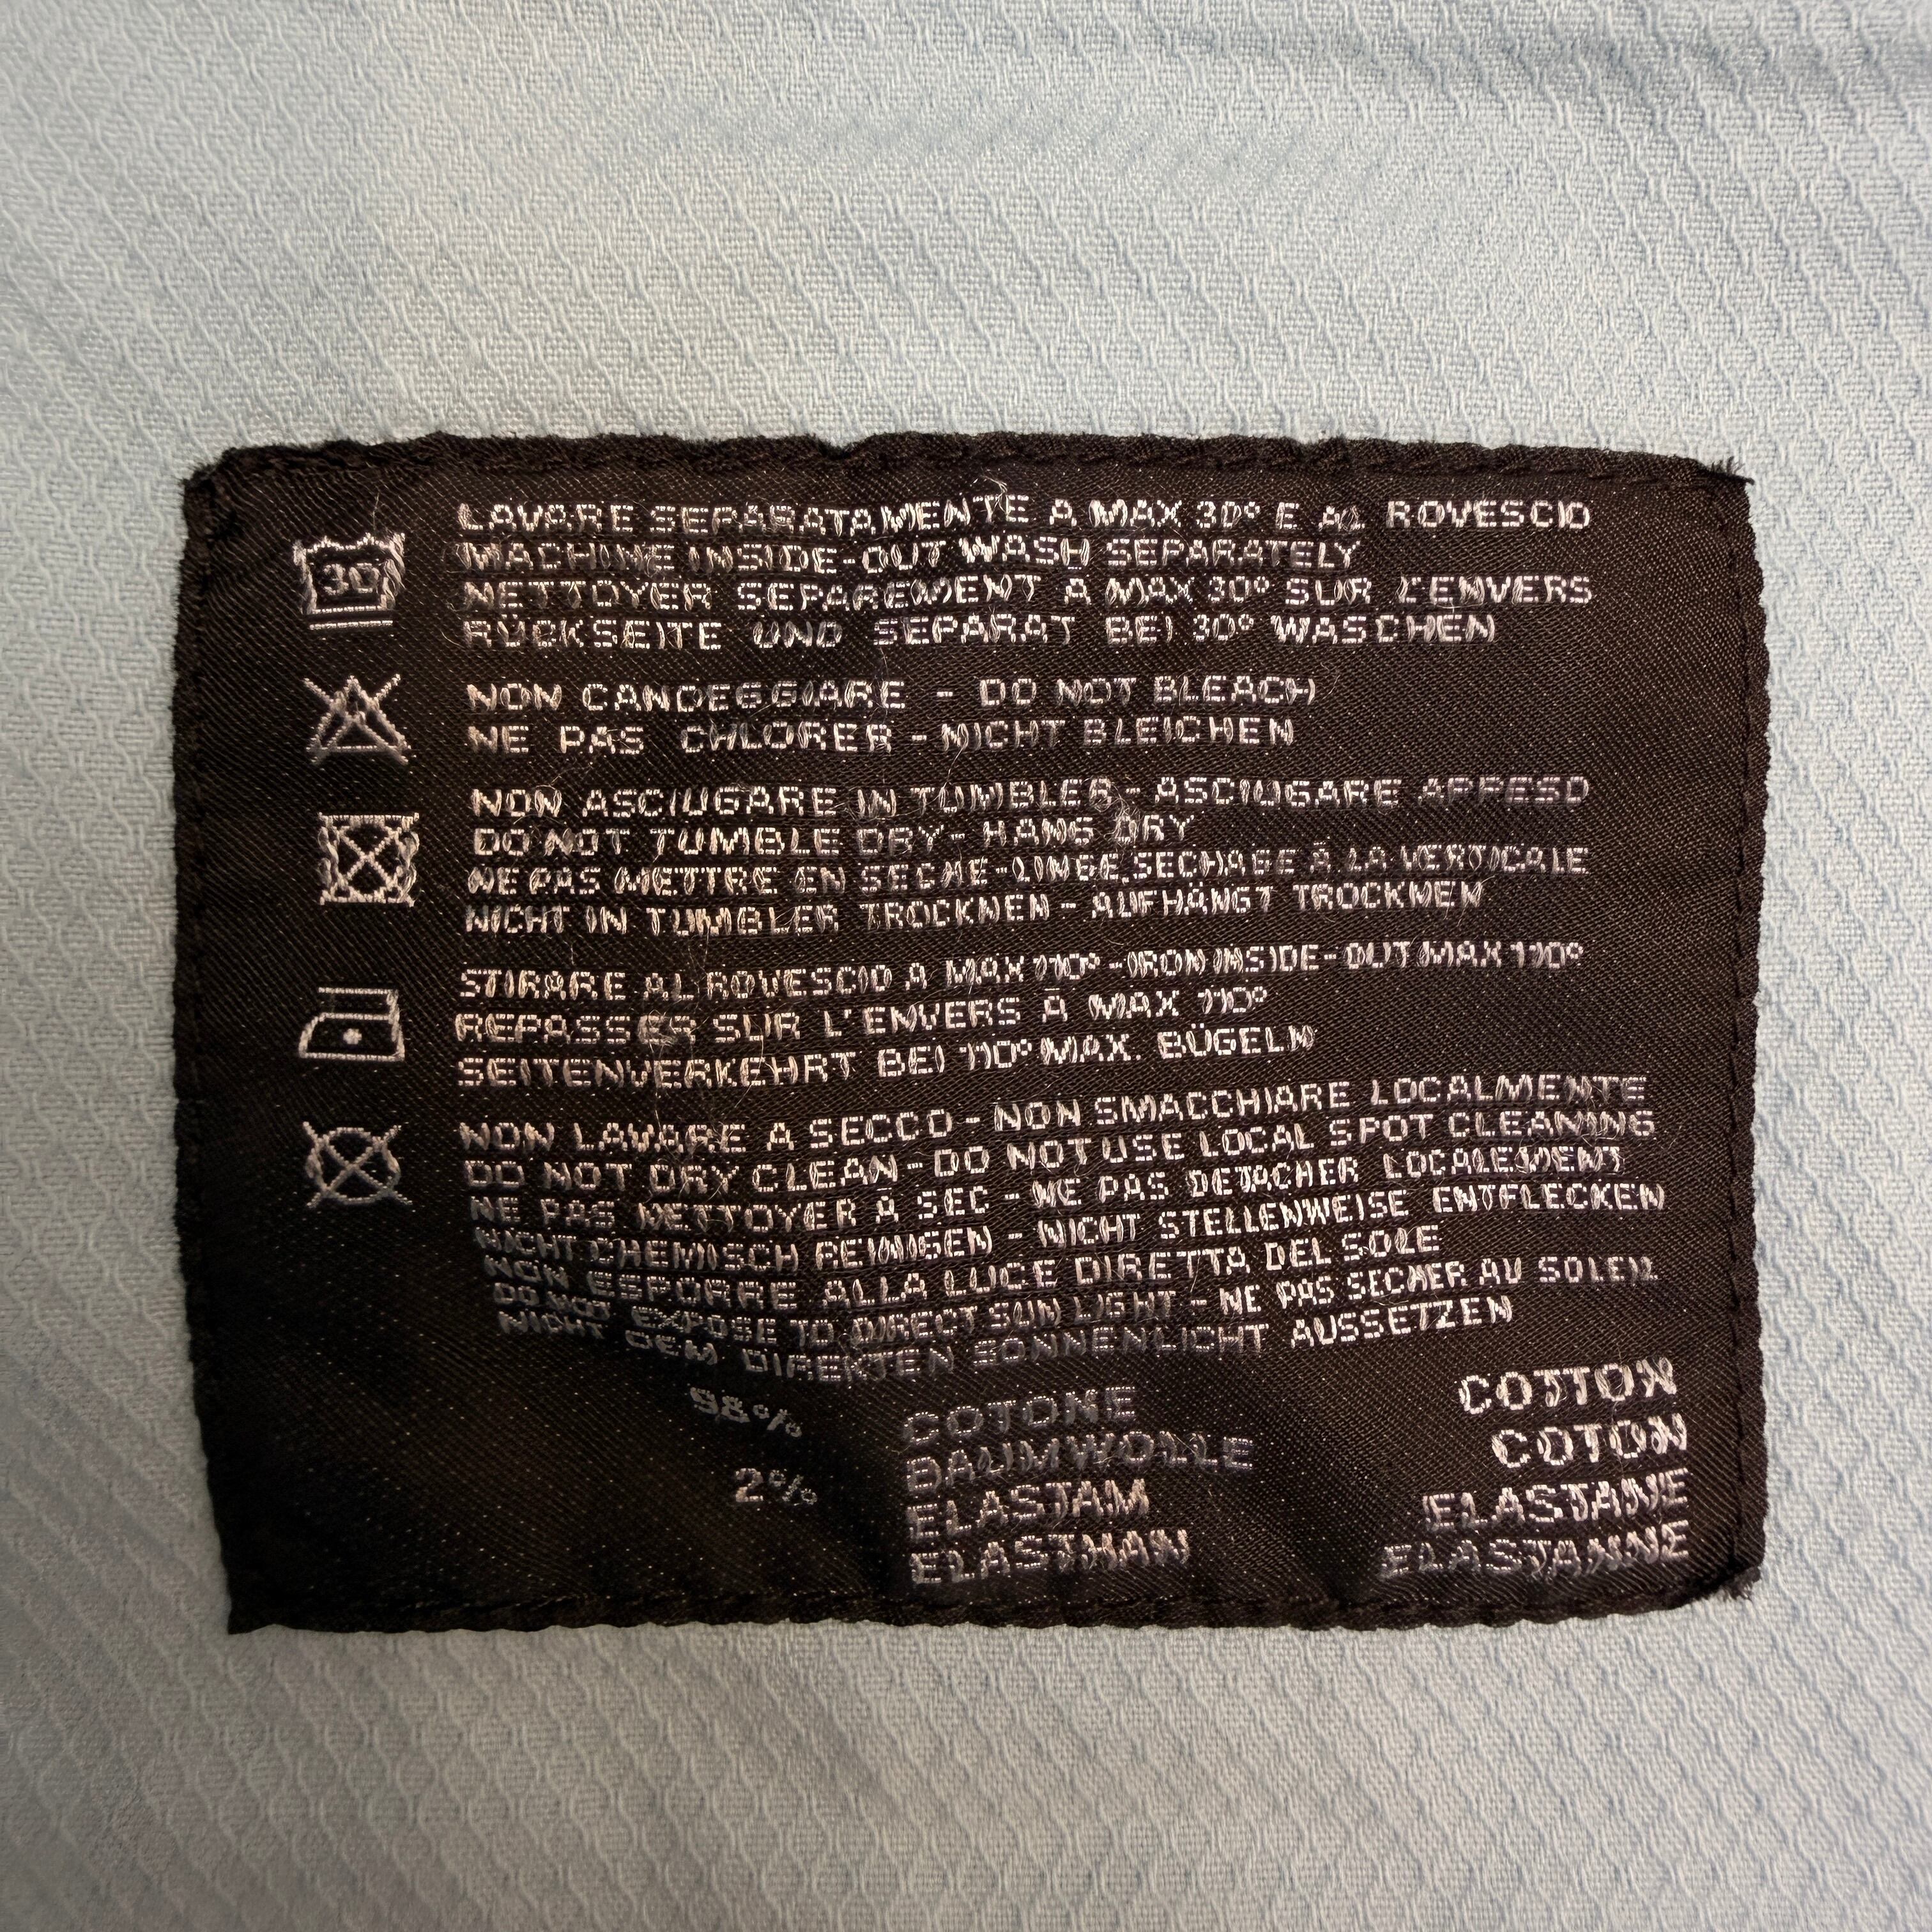 30
LAVARE SEPARATAMENTE A MAX 30° E AL ROVESCIO
MACHINE INSIDE-OUT WASH SEPARATELY
NETTOYER SEPAREMENT A MAX 30° SUR L'ENVERS
RÜCKSEITE UND SEPARAT BEI 30° WASCHEN
NON CANDEGGIARE - DO NOT BLEACH
NE PAS CHLORER - NICHT BLEICHEN
NON ASCIUGARE IN TUMBLER - ASCIUGARE APPESO
DO NOT TUMBLE DRY - HANG DRY
NE PAS METTRE EN SECHE-LINGE SECHAGE À LA VERTICALE
NICHT IN TUMBLER TROCKNEN - AUFHÄNGT TROCKNEN
STIRARE AL ROVESCIO A MAX 110° - IRON INSIDE-OUT MAX 110°
REPASSER SUR L'ENVERS À MAX 110°
SEITENVERKEHRT BEI 110° MAX. BÜGELN
NON LAVARE A SECCO - NON SMACCHIARE LOCALMENTE
DO NOT DRY CLEAN - DO NOT USE LOCAL SPOT CLEANING
NE PAS NETTOYER A SEC - NE PAS DETACHER LOCALEMENT
NICHT CHEMISCH REINIGEN - NICHT STELLENWEISE ENTFLECKEN
NON ESPORRE ALLA LUCE DIRETTA DEL SOLE
DO NOT EXPOSE TO DIRECT SUN LIGHT - NE PAS SECHER AU SOLEIL
NICHT DEM DIREKTEN SONNENLICHT AUSSETZEN
98% COTONE COTTON
BAUMWOLLE COTON
2% ELASTAM ELASTANE
ELASTHAN ELASTANNE